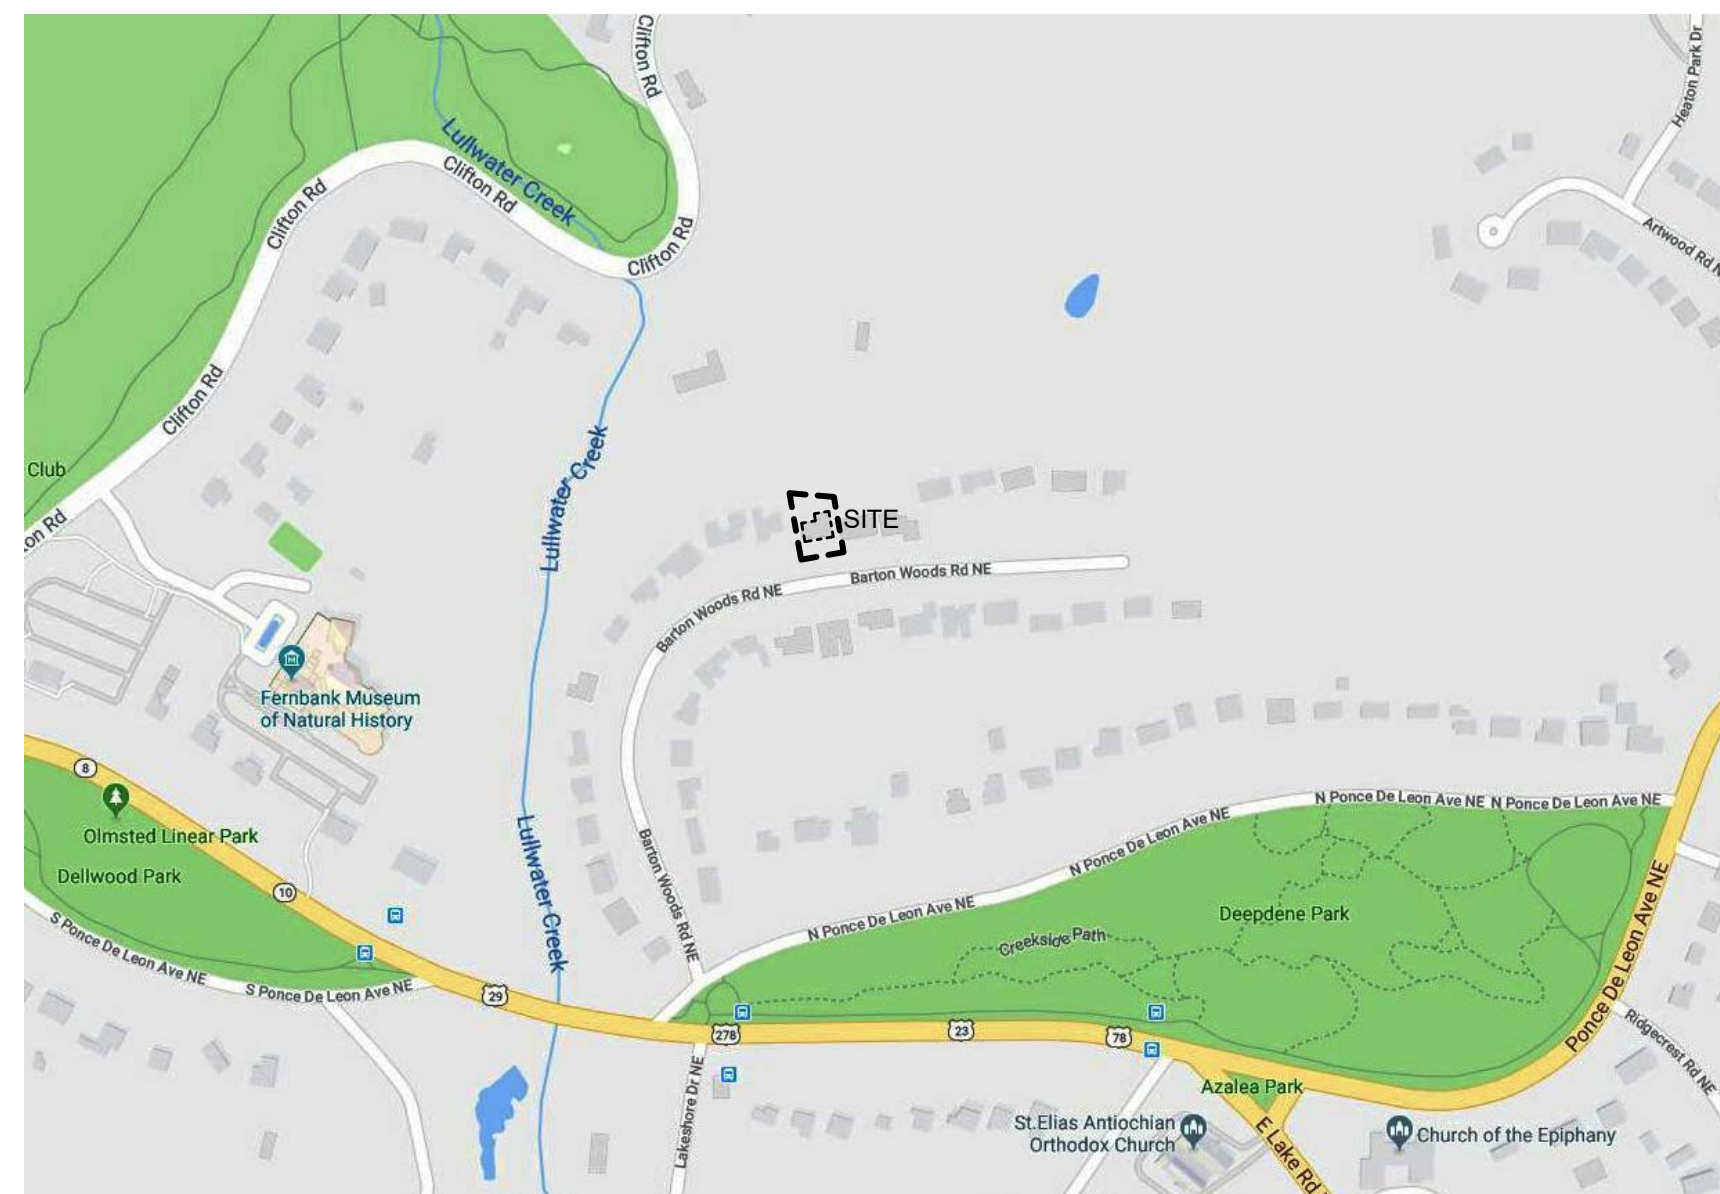 Clifton Rd
Heaton Park Dr
Lullwater Creek
Clifton Rd
Clifton Rd
Clifton Rd
Artwood Rd N
Clifton Rd
Lullwater Creek
Club
on Rd
SITE
Barton Woods Rd NE
Barton Woods Rd NE
Fernbank Museum
of Natural History
8
Olmsted Linear Park
Dellwood Park
10
N Ponce De Leon Ave NE
N Ponce De Leon Ave NE
N Ponce De Leon Ave NE
N Ponce De Leon Ave NE
Barton Woods Rd NE
Lullwater Creek
Creekside Path
Deepdene Park
Ponce De Leon Ave NE
S Ponce De Leon Ave NE
S Ponce De Leon Ave NE
29
278
23
78
Ridgecrest Rd NE
Lakeshore Dr NE
Azalea Park
St.Elias Antiochian
Orthodox Church
E Lake Rd
Church of the Epiphany